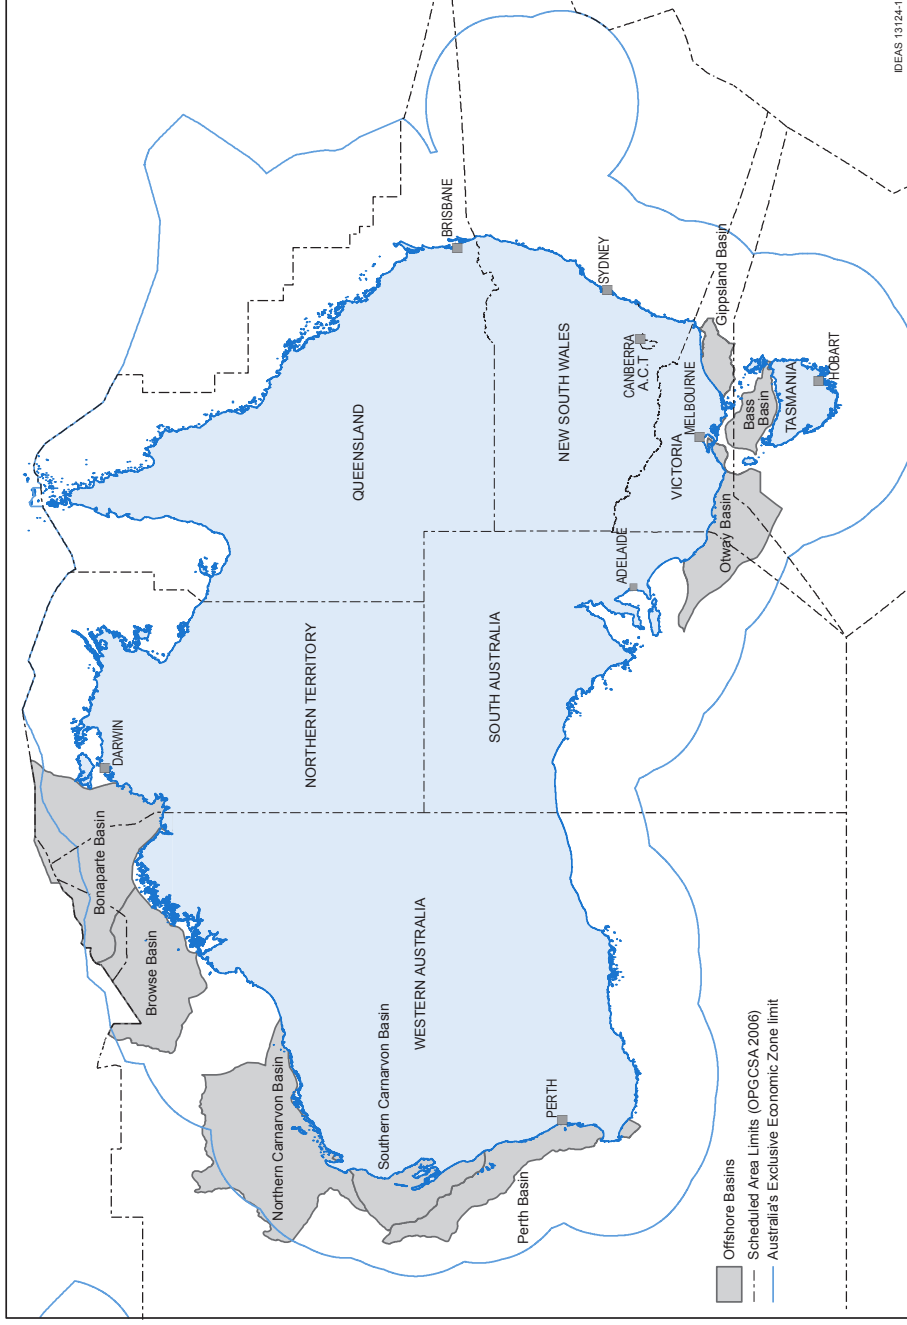 DARWIN
Bonaparte Basin
Browse Basin
Northern Carnarvon Basin
Southern Carnarvon Basin
Perth Basin
PERTH
WESTERN AUSTRALIA
NORTHERN TERRITORY
SOUTH AUSTRALIA
ADELAIDE
QUEENSLAND
BRISBANE
NEW SOUTH WALES
SYDNEY
CANBERRA
A.C.T
VICTORIA
MELBOURNE
Gippsland Basin
Otway Basin
Bass
Basin
TASMANIA
HOBART
Offshore Basins
Scheduled Area Limits (OPGCSA 2006)
Australia's Exclusive Economic Zone limit
IDEAS 13124-1